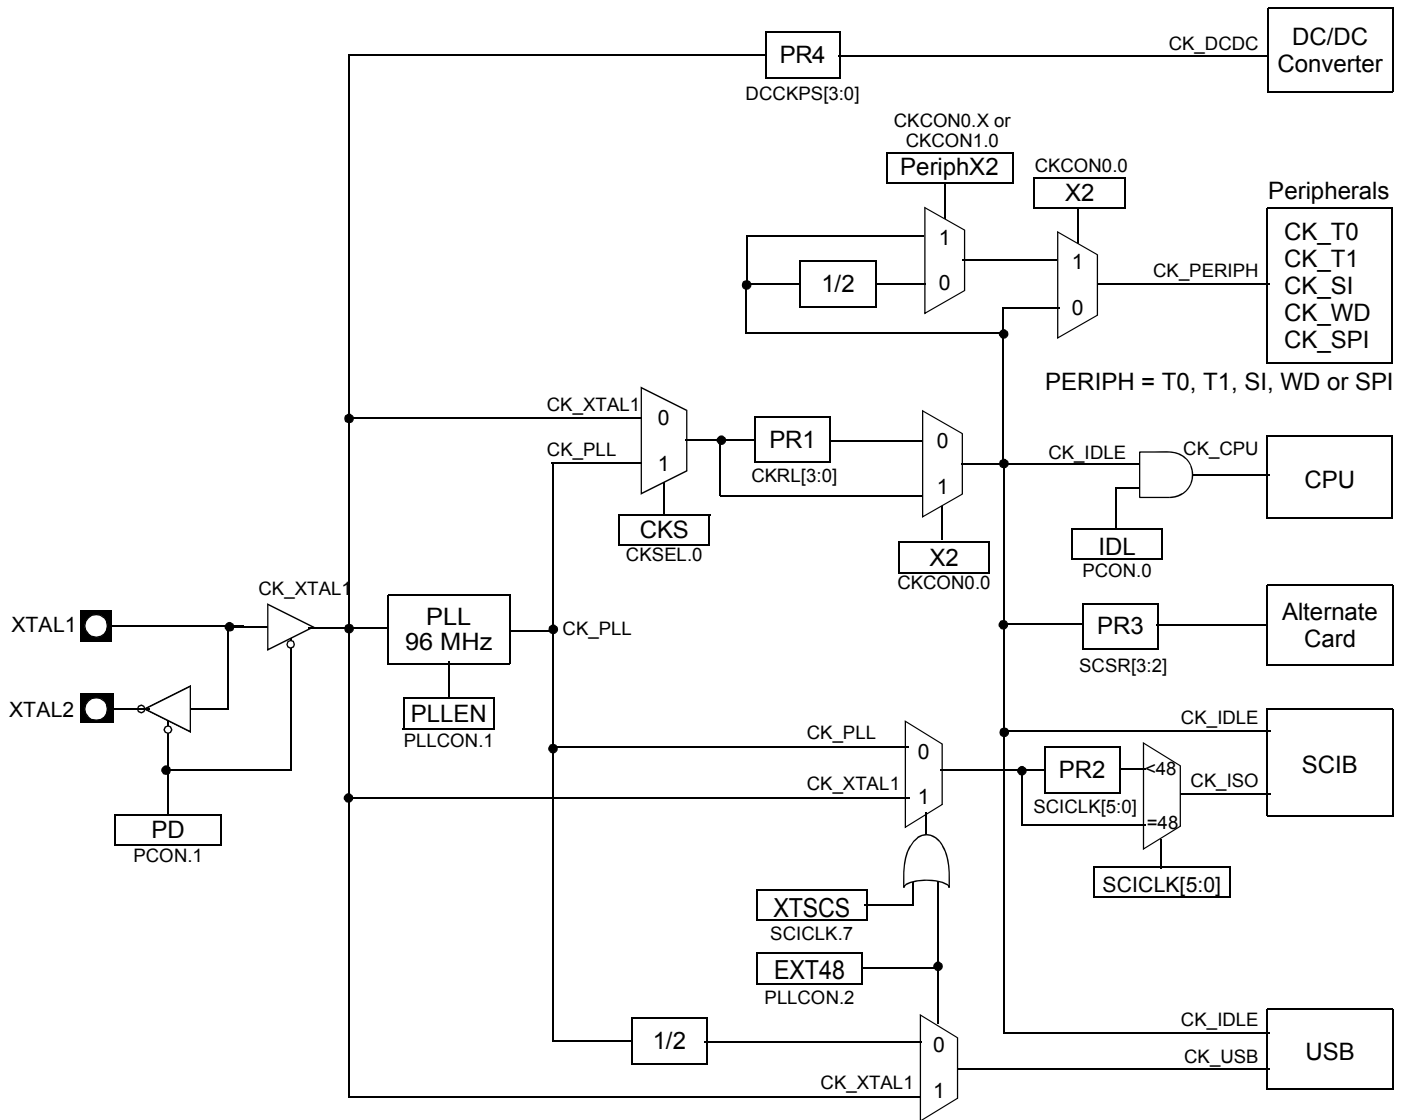 PR4
DCCKPS[3:0]
CK_DCDC
DC/DC
Converter
CKCON0.X or
CKCON1.0
PeriphX2
CKCON0.0
X2
1
0
1/2
1
0
CK_PERIPH
Peripherals
CK_T0
CK_T1
CK_SI
CK_WD
CK_SPI
PERIPH = T0, T1, SI, WD or SPI
CK_XTAL1
CK_PLL
0
1
CKS
CKSEL.0
PR1
CKRL[3:0]
0
1
X2
CKCON0.0
CK_IDLE
CK_CPU
IDL
PCON.0
CPU
XTAL1
XTAL2
CK_XTAL1
PD
PCON.1
PLL
96 MHz
PLLEN
PLLCON.1
CK_PLL
PR3
SCSR[3:2]
Alternate
Card
CK_PLL
CK_XTAL1
0
1
PR2
SCICLK[5:0]
<48
=48
SCICLK[5:0]
CK_IDLE
CK_ISO
SCIB
XTSCS
SCICLK.7
EXT48
PLLCON.2
1/2
CK_XTAL1
0
1
CK_IDLE
CK_USB
USB